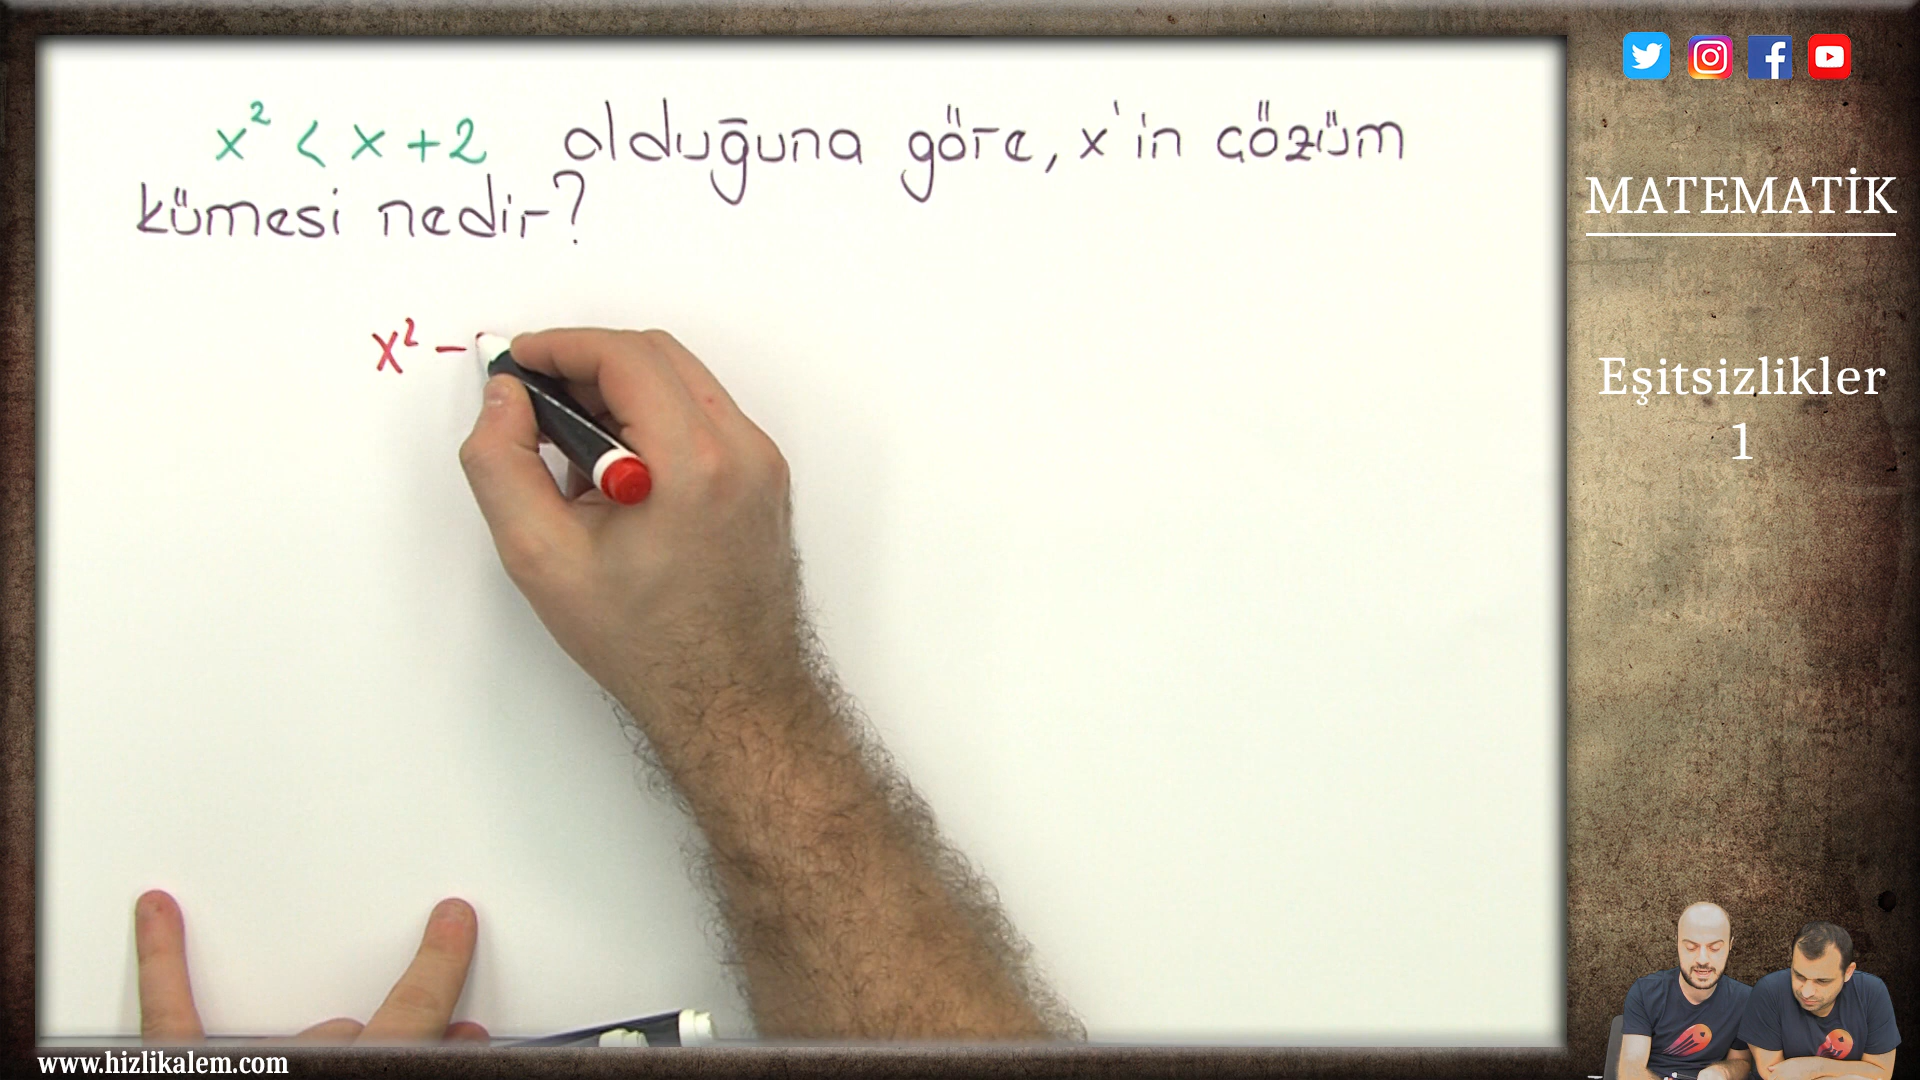 x² < x + 2 olduğuna göre, x'in çözüm
kümesi nedir?
x² -
MATEMATİK
Eşitsizlikler
1
www.hizlikalem.com